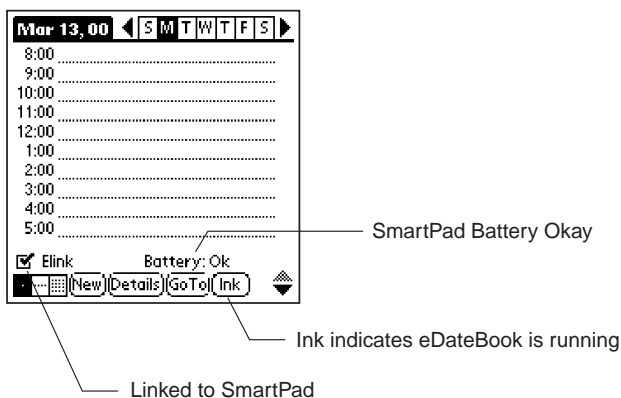 Mar 13, 00 S M T W T F S
8:00
9:00
10:00
11:00
12:00
1:00
2:00
3:00
4:00
5:00
SmartPad Battery Okay
Elink Battery: Ok
New Details GoTo Ink
Ink indicates eDateBook is running
Linked to SmartPad